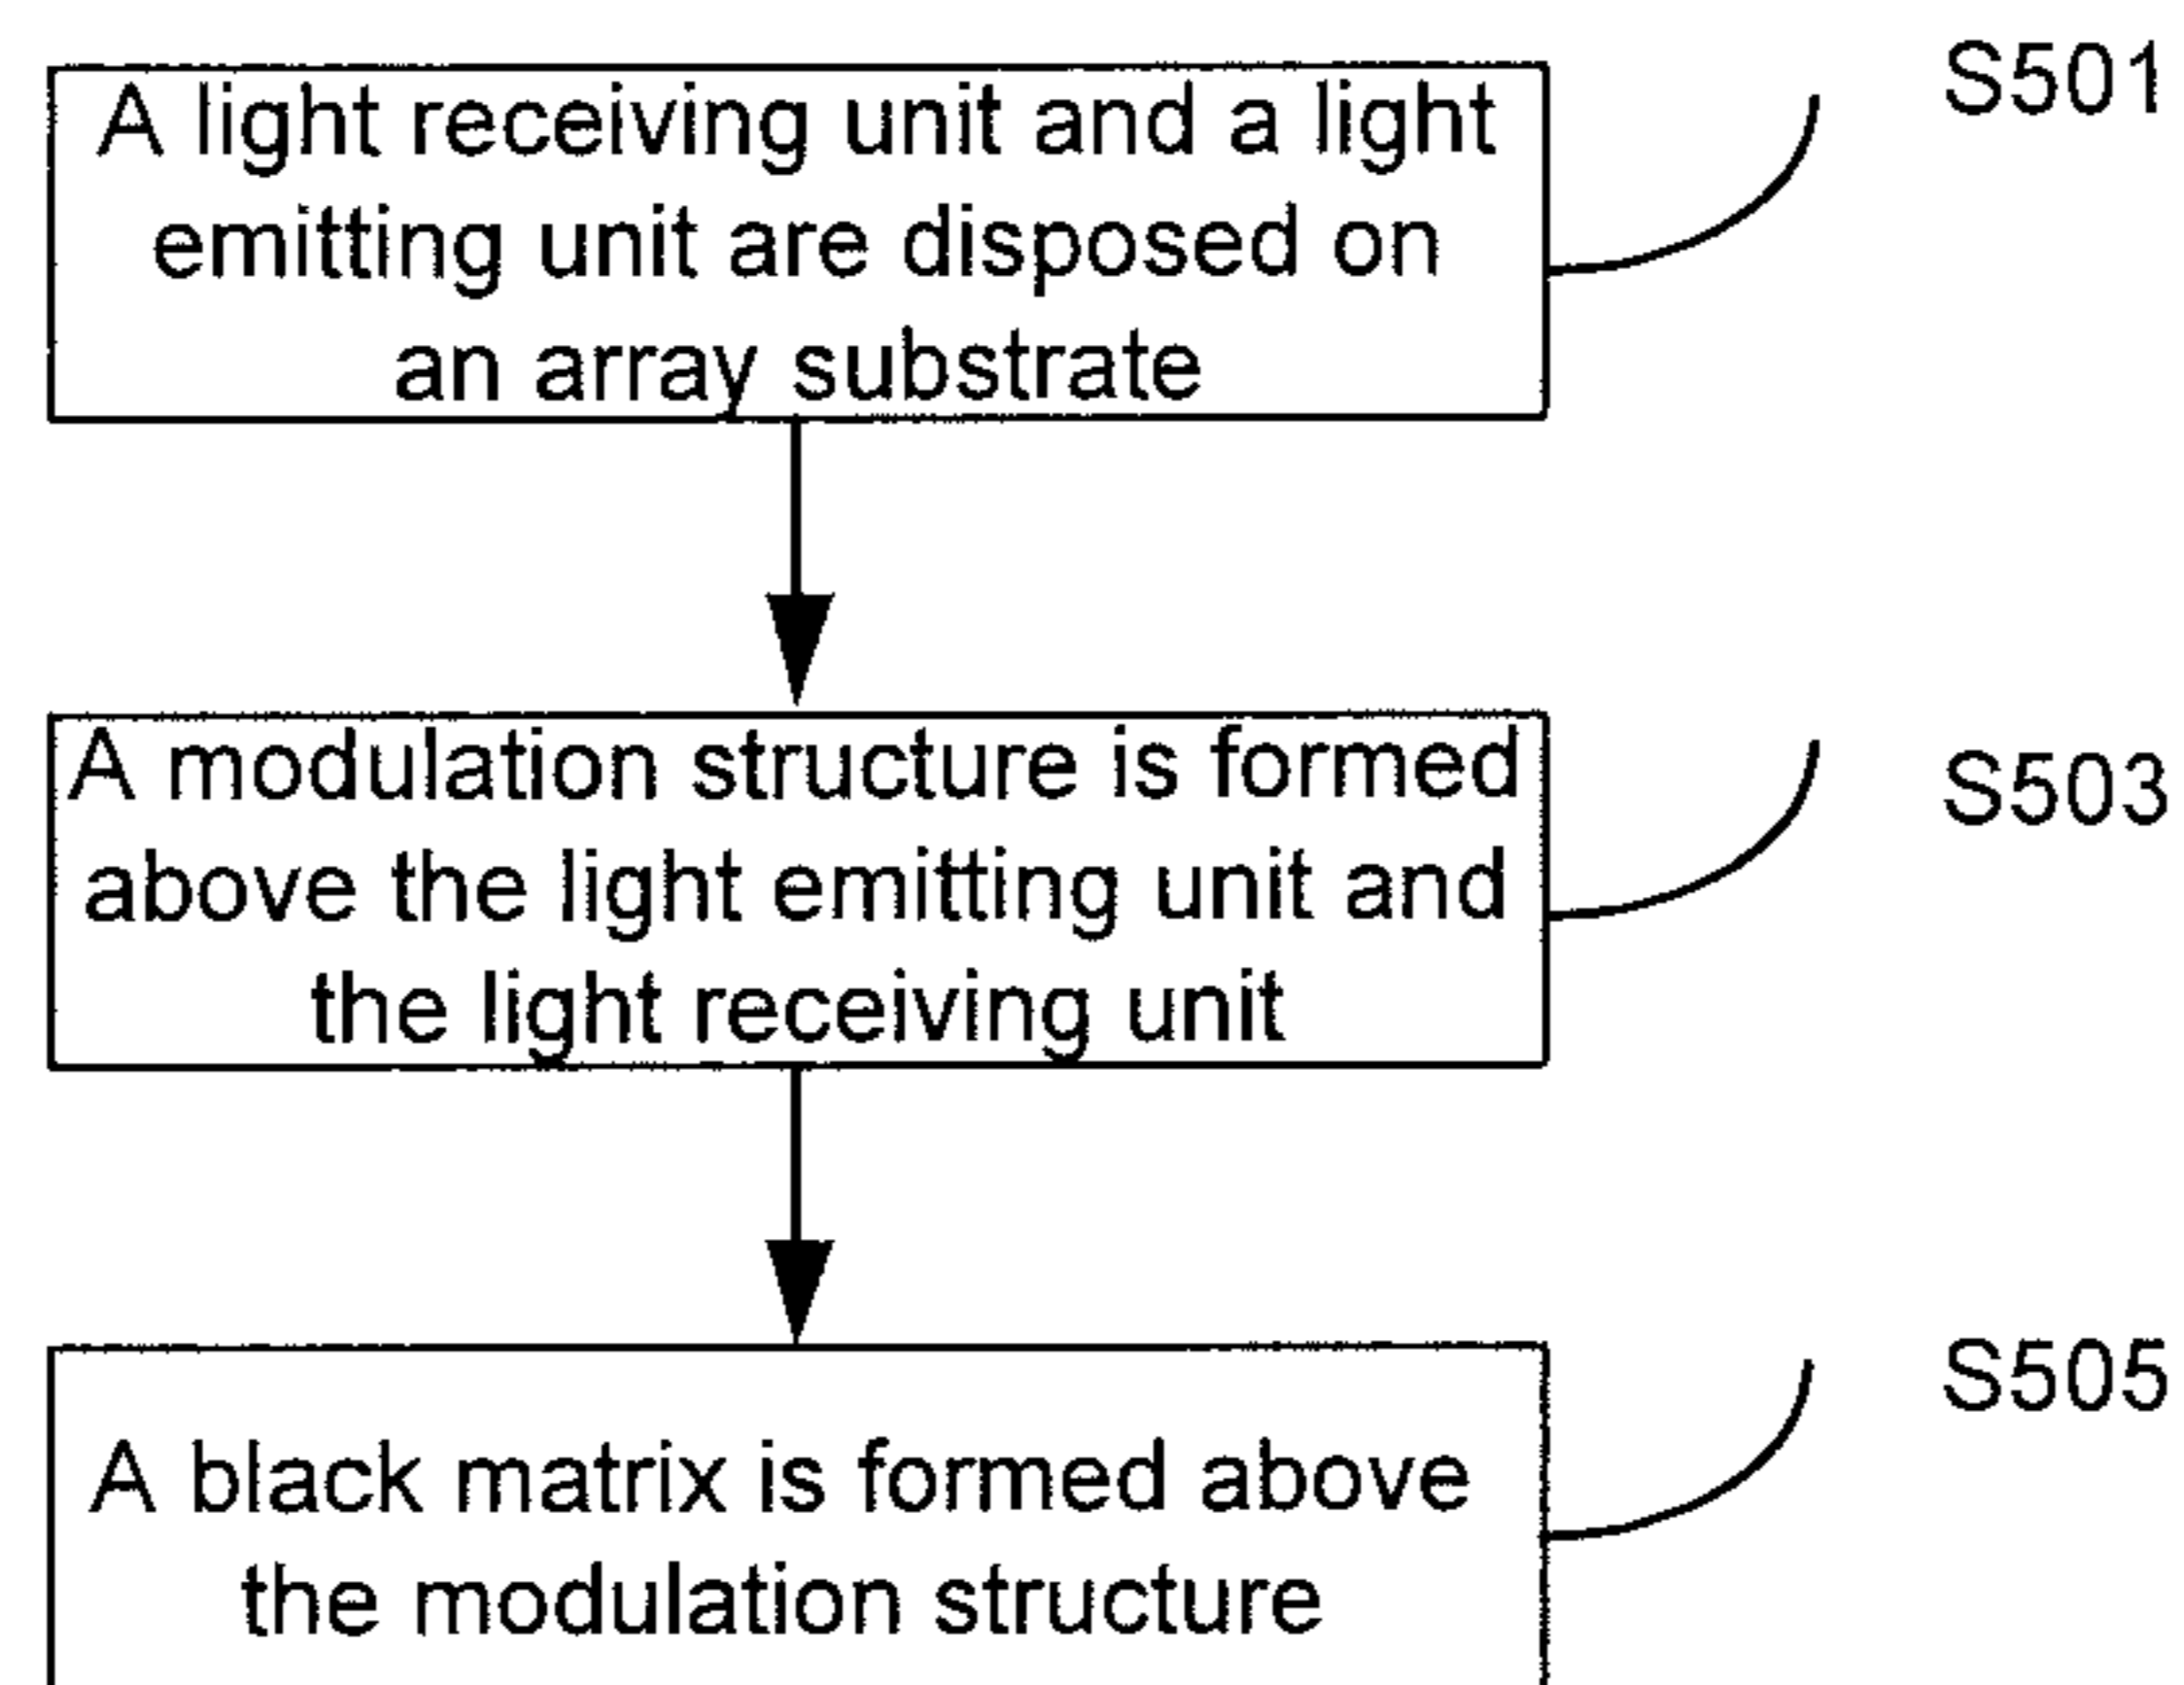 A light receiving unit and a light
emitting unit are disposed on
an array substrate
S501
A modulation structure is formed
above the light emitting unit and
the light receiving unit
S503
A black matrix is formed above
the modulation structure
S505